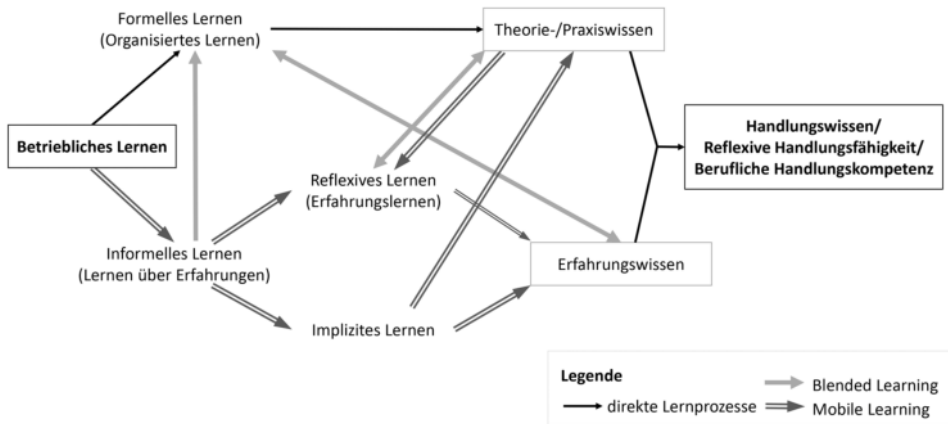 Formelles Lernen
(Organisiertes Lernen)
Theorie-/Praxiswissen
Betriebliches Lernen
Handlungswissen/
Reflexive Handlungsfähigkeit/
Berufliche Handlungskompetenz
Reflexives Lernen
(Erfahrungslernen)
Informelles Lernen
(Lernen über Erfahrungen)
Erfahrungswissen
Implizites Lernen
Legende
Blended Learning
direkte Lernprozesse
Mobile Learning